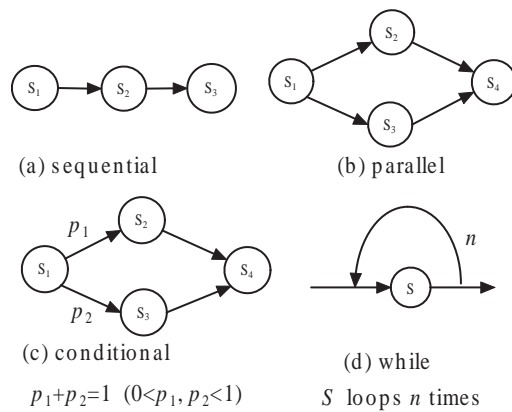 S₁ S₂ S₃
(a) sequential
S₁ S₂ S₃ S₄
(b) parallel
p₁ p₂
S₁ S₂ S₃ S₄
(c) conditional
p₁+p₂=1 (0<p₁, p₂<1)
n
S
(d) while
S loops n times